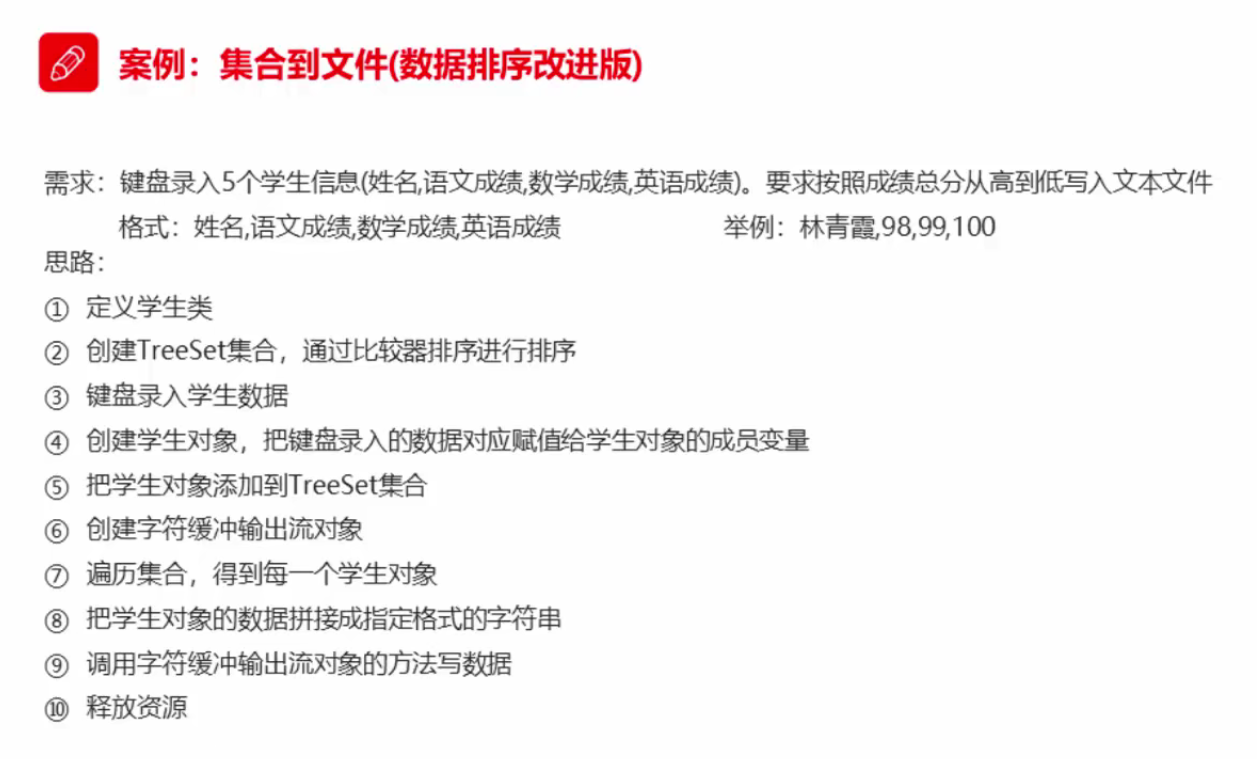 案例：集合到文件(数据排序改进版)
需求：键盘录入5个学生信息(姓名,语文成绩,数学成绩,英语成绩)。要求按照成绩总分从高到低写入文本文件
格式：姓名,语文成绩,数学成绩,英语成绩 举例：林青霞,98,99,100
思路：
① 定义学生类
② 创建TreeSet集合，通过比较器排序进行排序
③ 键盘录入学生数据
④ 创建学生对象，把键盘录入的数据对应赋值给学生对象的成员变量
⑤ 把学生对象添加到TreeSet集合
⑥ 创建字符缓冲输出流对象
⑦ 遍历集合，得到每一个学生对象
⑧ 把学生对象的数据拼接成指定格式的字符串
⑨ 调用字符缓冲输出流对象的方法写数据
⑩ 释放资源